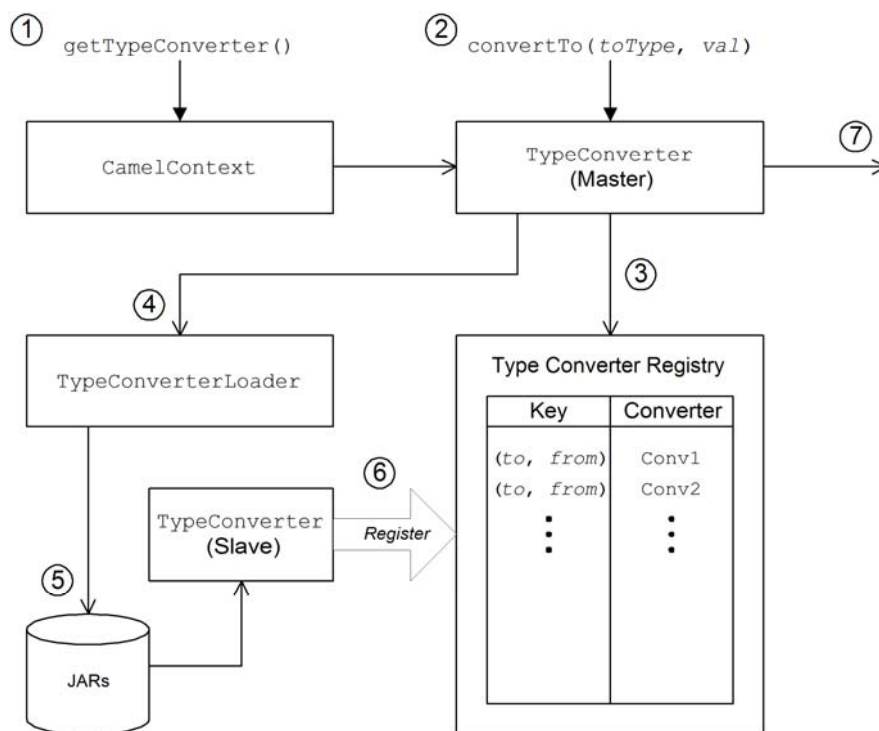 1 2
getTypeConverter() convertTo(toType, val)
7
CamelContext TypeConverter
(Master)
3
4
TypeConverterLoader Type Converter Registry
Key Converter
(to, from) Conv1
(to, from) Conv2
6
TypeConverter
(Slave)
Register
5
JARs